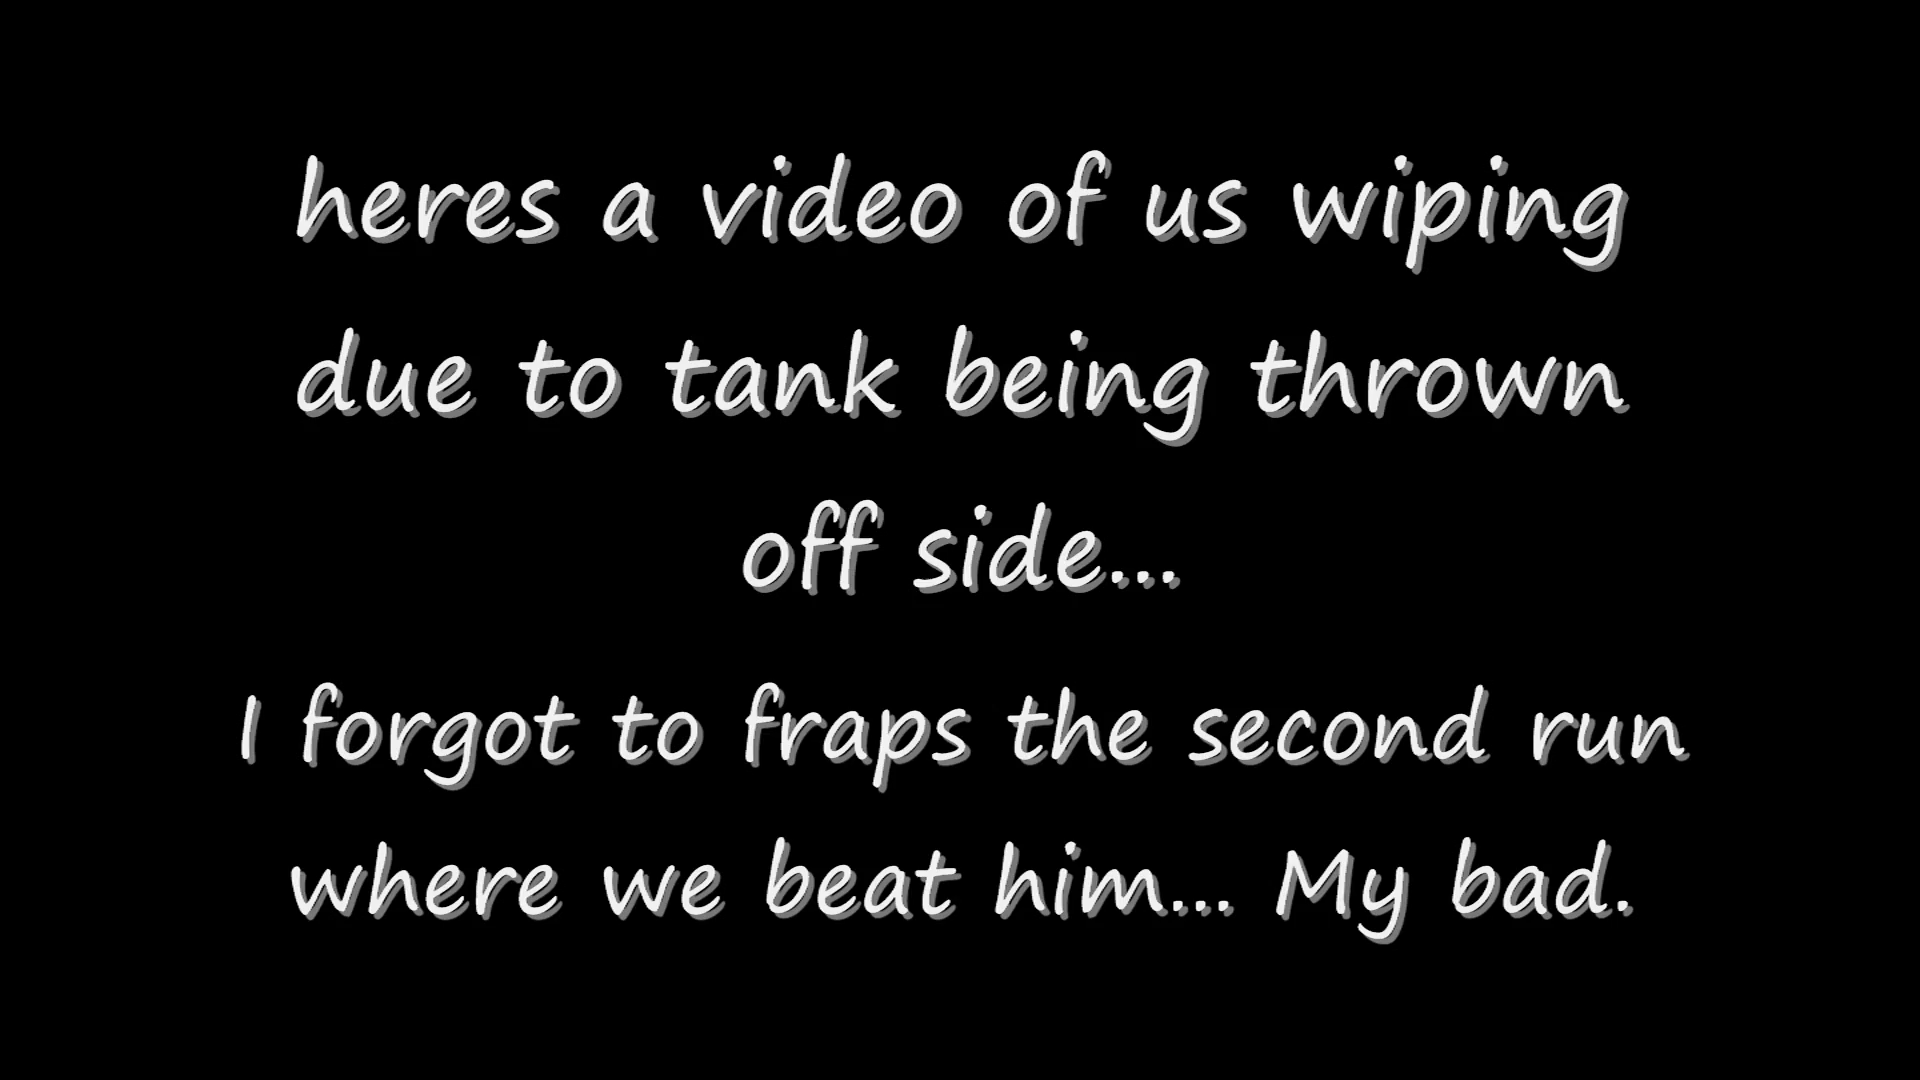 heres a video of us wiping
due to tank being thrown
off side...
I forgot to fraps the second run
where we beat him... My bad.